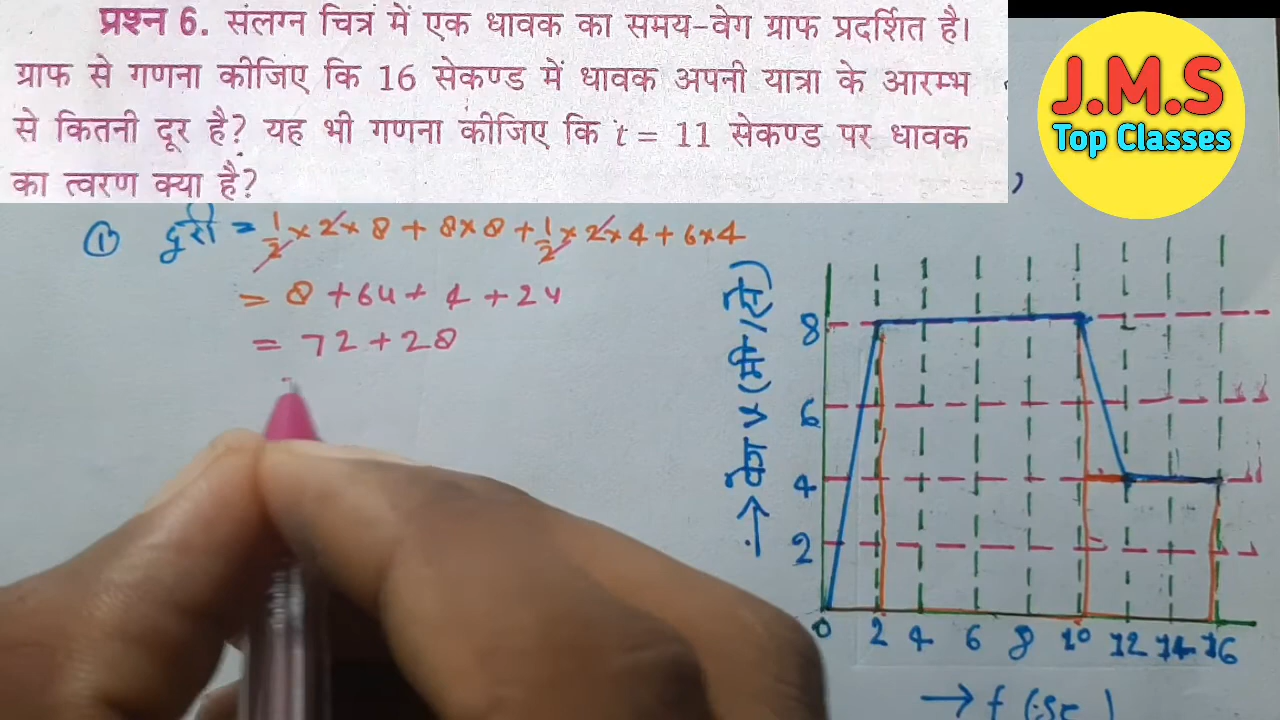 प्रश्न 6. संलग्न चित्र में एक धावक का समय-वेग ग्राफ प्रदर्शित है।
ग्राफ से गणना कीजिए कि 16 सेकण्ड में धावक अपनी यात्रा के आरम्भ
से कितनी दूर है? यह भी गणना कीजिए कि t = 11 सेकण्ड पर धावक
का त्वरण क्या है?
J.M.S
Top Classes
(1) दुरी = 1/2 × 2 × 8 + 8 × 8 + 1/2 × 2 × 4 + 6 × 4
= 8 + 64 + 4 + 24
= 72 + 28
→ वेग v (मी०/से)
8
6
4
2
0 2 4 6 8 10 12 14 16
→ t